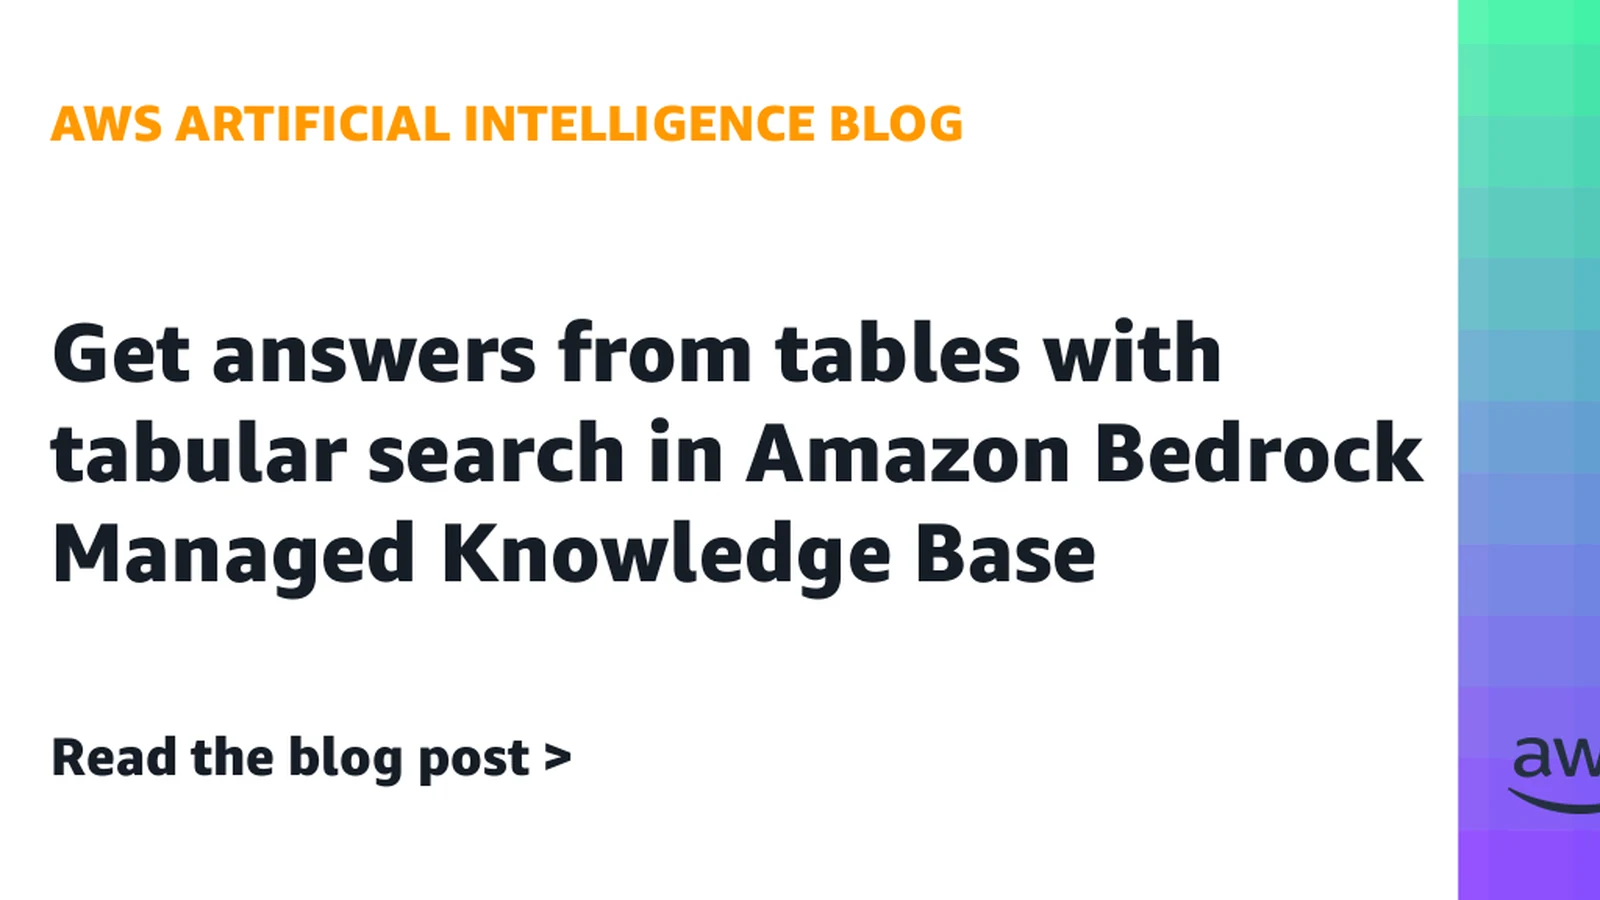 AWS ARTIFICIAL INTELLIGENCE BLOG
Get answers from tables with
tabular search in Amazon Bedrock
Managed Knowledge Base
Read the blog post >
aw